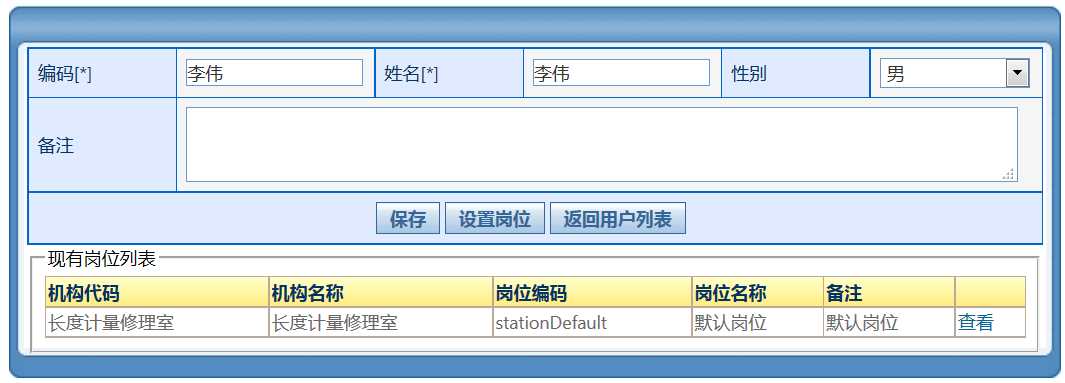 编码[*] 李伟 姓名[*] 李伟 性别 男
备注
保存 设置岗位 返回用户列表
现有岗位列表
机构代码 机构名称 岗位编码 岗位名称 备注
长度计量修理室 长度计量修理室 stationDefault 默认岗位 默认岗位 查看